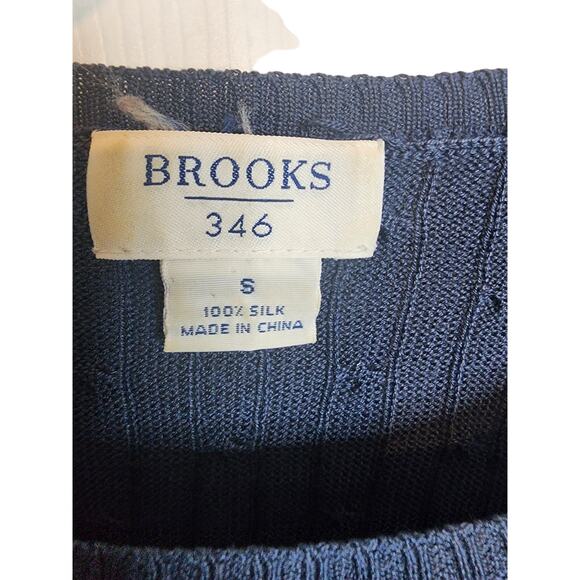 BROOKS
346
S
100% SILK
MADE IN CHINA